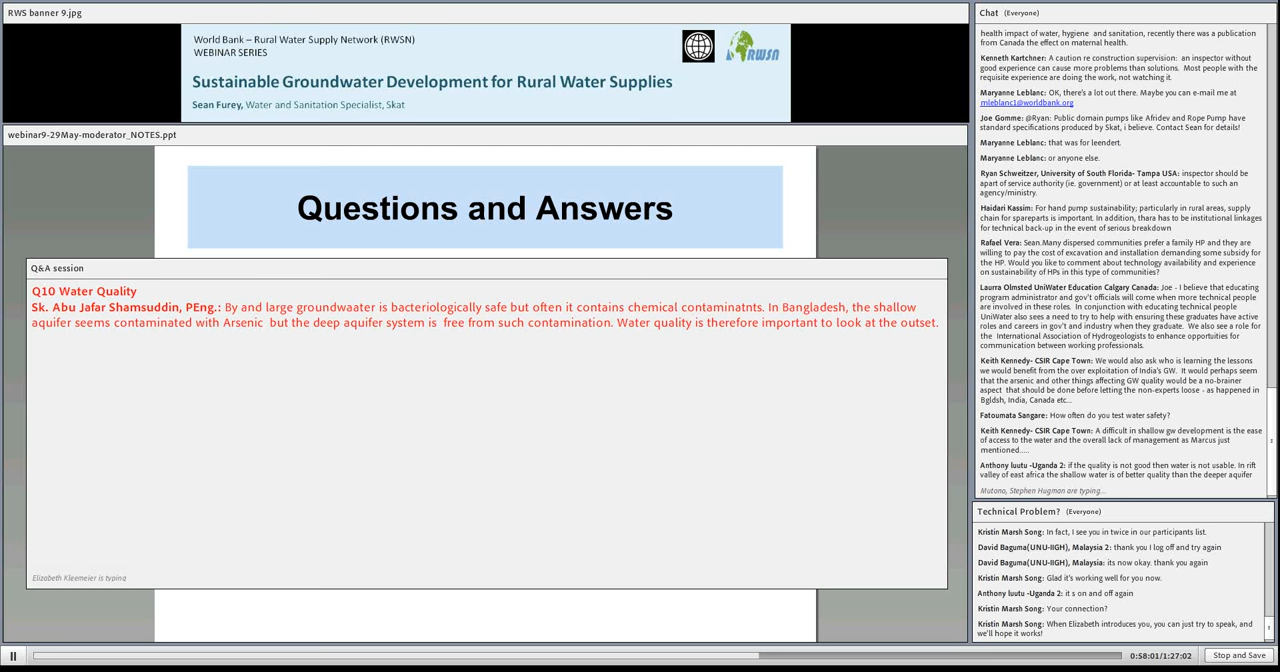 RWS banner 9.jpg
World Bank – Rural Water Supply Network (RWSN)
WEBINAR SERIES
RWSN
Sustainable Groundwater Development for Rural Water Supplies
Sean Furey, Water and Sanitation Specialist, Skat
webinar9-29May-moderator_NOTES.ppt
Questions and Answers
Q&A session
Q10 Water Quality
Sk. Abu Jafar Shamsuddin, PEng.: By and large groundwaater is bacteriologically safe but often it contains chemical contaminatnts. In Bangladesh, the shallow
aquifer seems contaminated with Arsenic but the deep aquifer system is free from such contamination. Water quality is therefore important to look at the outset.
Elizabeth Kleemeier is typing
Chat (Everyone)
health impact of water, hygiene and sanitation, recently there was a publication
from Canada the effect on maternal health.
Kenneth Kartchner: A caution re construction supervision: an inspector without
good experience can cause more problems than solutions. Most people with the
requisite experience are doing the work, not watching it.
Maryanne Leblanc: OK, there's a lot out there. Maybe you can e-mail me at
mleblanc1@worldbank.org
Joe Gomme: @Ryan: Public domain pumps like Afridev and Rope Pump have
standard specifications produced by Skat, i believe. Contact Sean for details!
Maryanne Leblanc: that was for leendert.
Maryanne Leblanc: or anyone else.
Ryan Schweitzer, University of South Florida- Tampa USA: inspector should be
apart of service authority (ie. government) or at least accountable to such an
agency/ministry.
Haidari Kassim: For hand pump sustainability; particularly in rural areas, supply
chain for spareparts is important. In addition, thara has to be institutional linkages
for technical back-up in the event of serious breakdown
Rafael Vera: Sean.Many dispersed communities prefer a family HP and they are
willing to pay the cost of excavation and installation demanding some subsidy for
the HP. Would you like to comment about technology availability and experience
on sustainability of HPs in this type of communities?
Laurra Olmsted UniWater Education Calgary Canada: Joe - I believe that educating
program administrator and gov't officials will come when more technical people
are involved in these roles. In conjunction with educating technical people
UniWater also sees a need to try to help with ensuring these graduates have active
roles and careers in gov't and industry when they graduate. We also see a role for
the International Association of Hydrogeologists to enhance opportuities for
communication between working professionals.
Keith Kennedy- CSIR Cape Town: We would also ask who is learning the lessons
we would benefit from the over exploitation of India's GW. It would perhaps seem
that the arsenic and other things affecting GW quality would be a no-brainer
aspect that should be done before letting the non-experts loose - as happened in
Bgldsh, India, Canada etc...
Fatoumata Sangare: How often do you test water safety?
Keith Kennedy- CSIR Cape Town: A difficult in shallow gw development is the ease
of access to the water and the overall lack of management as Marcus just
mentioned.....
Anthony luutu -Uganda 2: if the quality is not good then water is not usable. In rift
valley of east africa the shallow water is of better quality than the deeper aquifer
Mutono, Stephen Hugman are typing...
Technical Problem? (Everyone)
Kristin Marsh Song: In fact, I see you in twice in our participants list.
David Baguma(UNU-IIGH), Malaysia 2: thank you I log off and try again
David Baguma(UNU-IIGH), Malaysia: its now okay. thank you again
Kristin Marsh Song: Glad it's working well for you now.
Anthony luutu -Uganda 2: it s on and off again
Kristin Marsh Song: Your connection?
Kristin Marsh Song: When Elizabeth introduces you, you can just try to speak, and
we'll hope it works!
0:58:01/1:27:02
Stop and Save